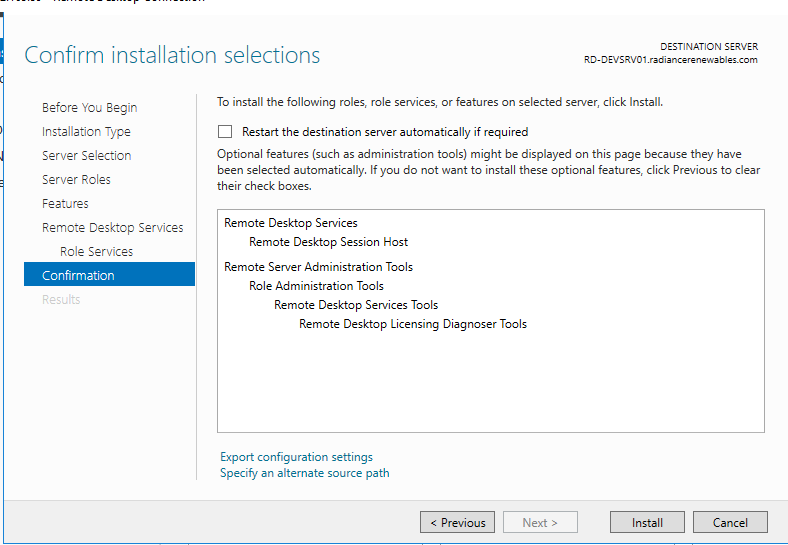 Remote Desktop Connection
Confirm installation selections
DESTINATION SERVER
RD-DEVSRV01.radiancerenewables.com
Before You Begin
Installation Type
Server Selection
Server Roles
Features
Remote Desktop Services
Role Services
Confirmation
Results
To install the following roles, role services, or features on selected server, click Install.
Restart the destination server automatically if required
Optional features (such as administration tools) might be displayed on this page because they have
been selected automatically. If you do not want to install these optional features, click Previous to clear
their check boxes.
Remote Desktop Services
Remote Desktop Session Host
Remote Server Administration Tools
Role Administration Tools
Remote Desktop Services Tools
Remote Desktop Licensing Diagnoser Tools
Export configuration settings
Specify an alternate source path
< Previous
Next >
Install
Cancel